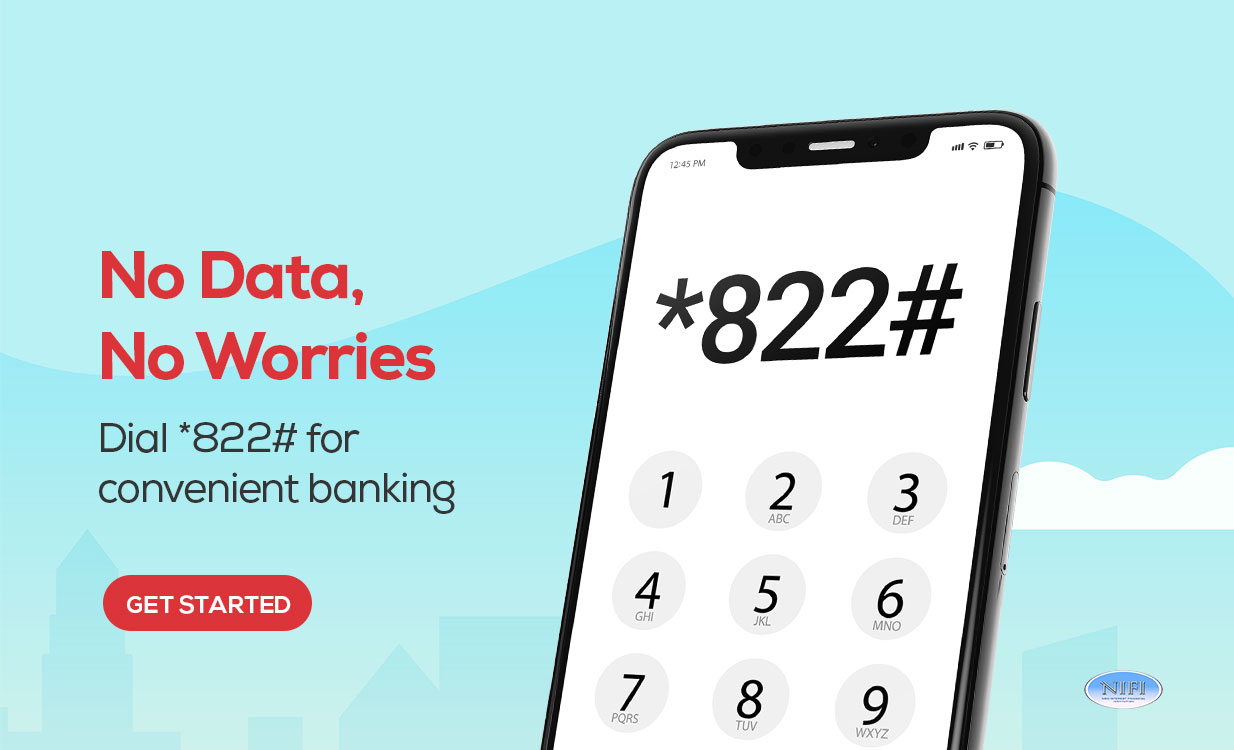 12:45 PM
*822#
No Data,
No Worries
Dial *822# for
convenient banking
GET STARTED
1
2
ABC
3
DEF
4
GHI
5
JKL
6
MNO
7
PQRS
8
TUV
9
WXYZ
NIFI